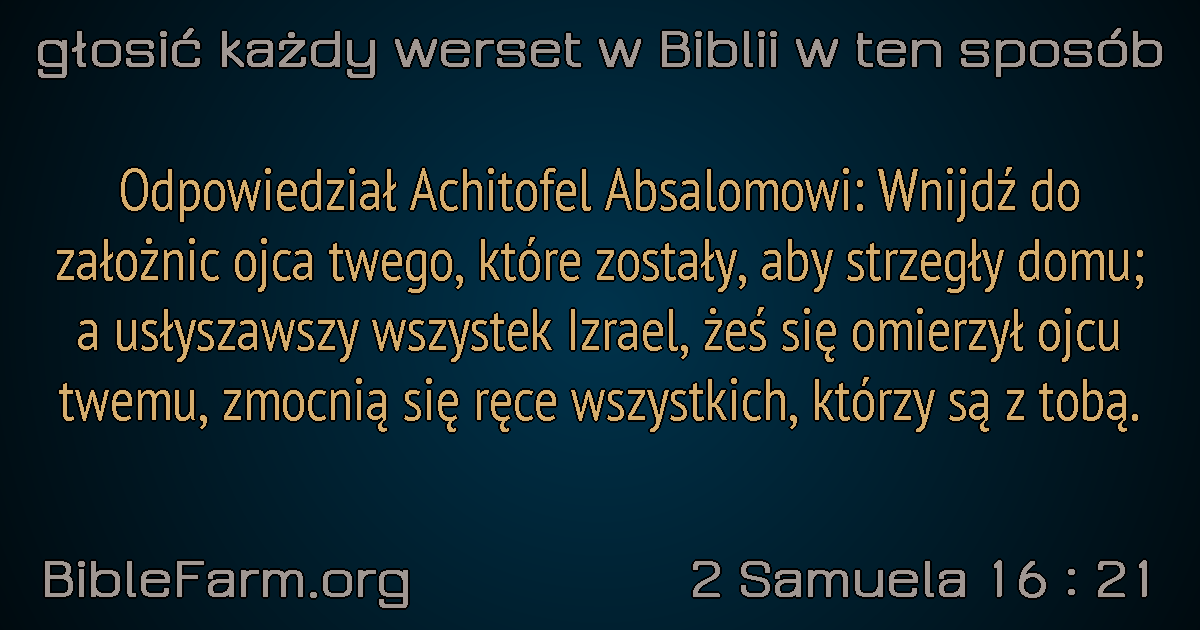 głosić każdy werset w Biblii w ten sposób
Odpowiedział Achitofel Absalomowi: Wnijdź do
założnic ojca twego, które zostały, aby strzegły domu;
a usłyszawszy wszystek Izrael, żeś się omierzył ojcu
twemu, zmocnią się ręce wszystkich, którzy są z tobą.
BibleFarm.org
2 Samuela 16 : 21